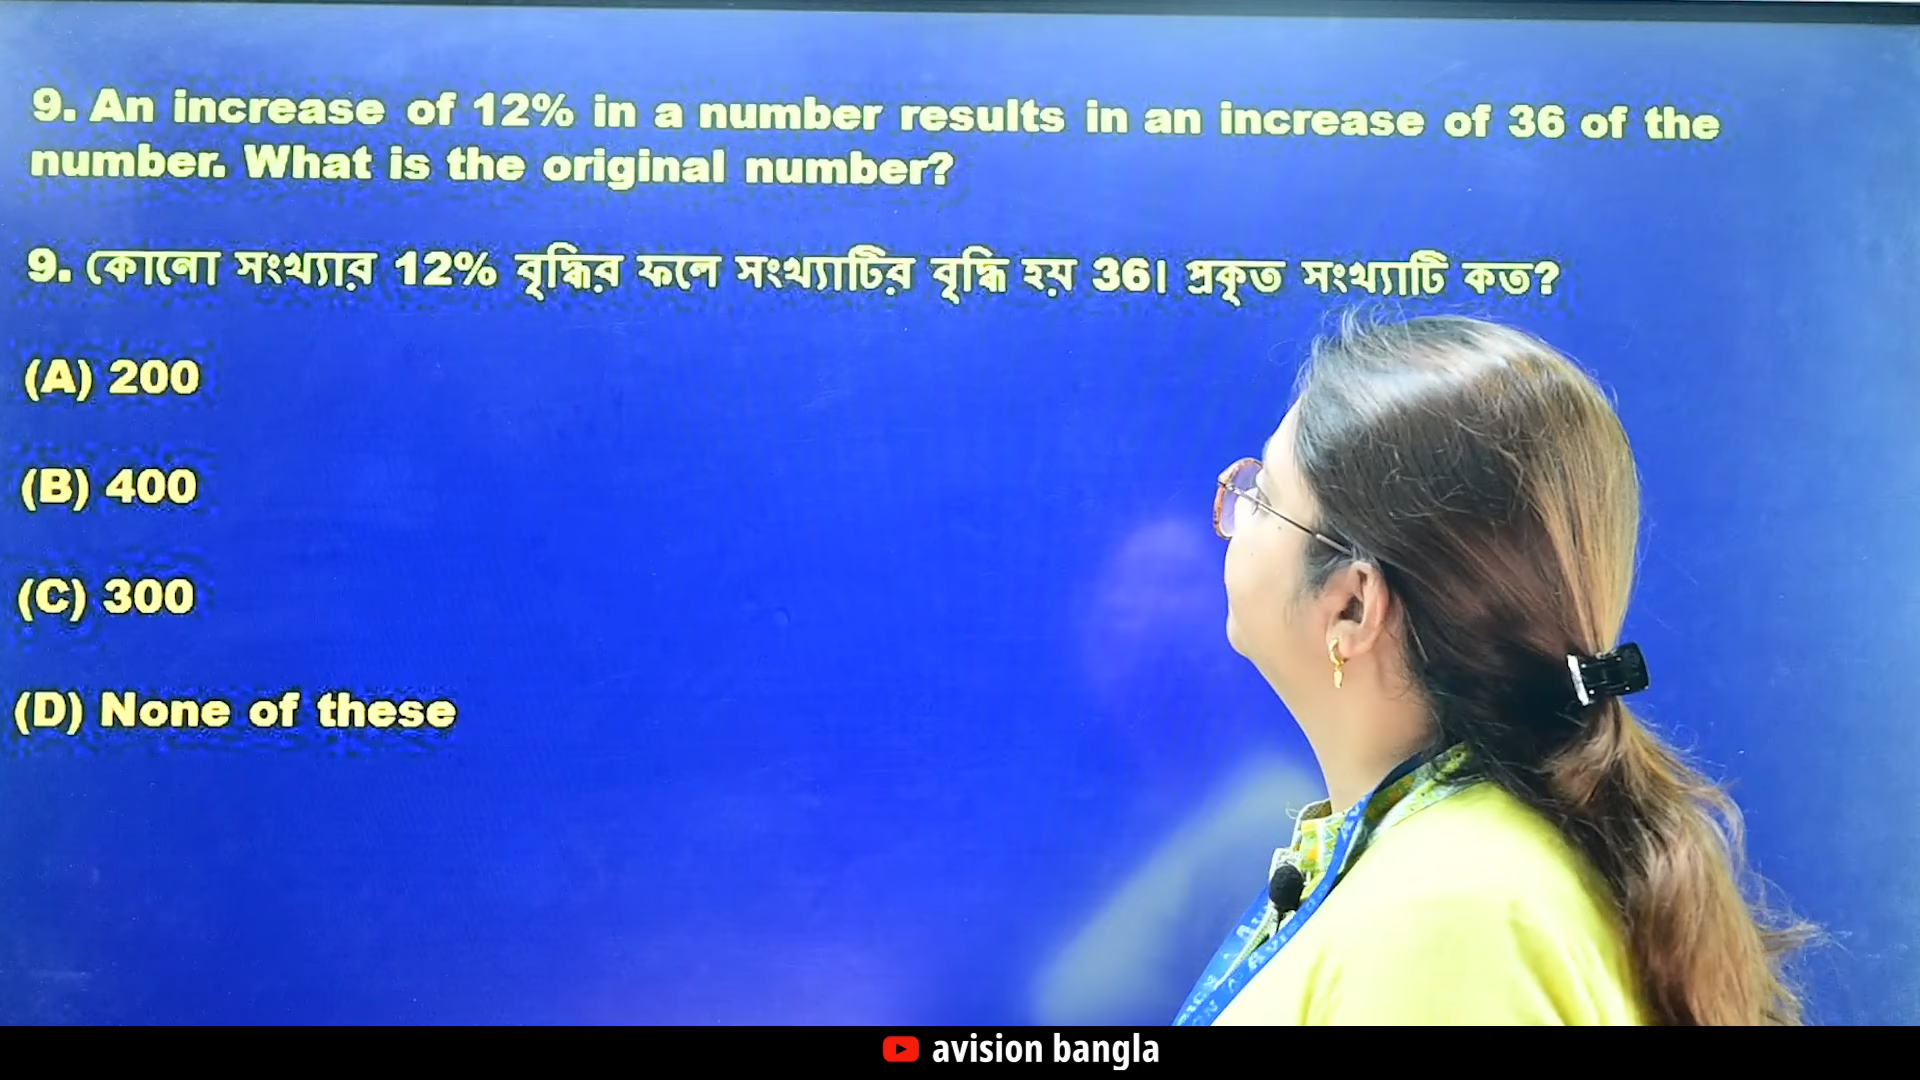 9. An increase of 12% in a number results in an increase of 36 of the
number. What is the original number?
9. কোনো সংখ্যার 12% বৃদ্ধির ফলে সংখ্যাটির বৃদ্ধি হয় 36। প্রকৃত সংখ্যাটি কত?
(A) 200
(B) 400
(C) 300
(D) None of these
avision bangla